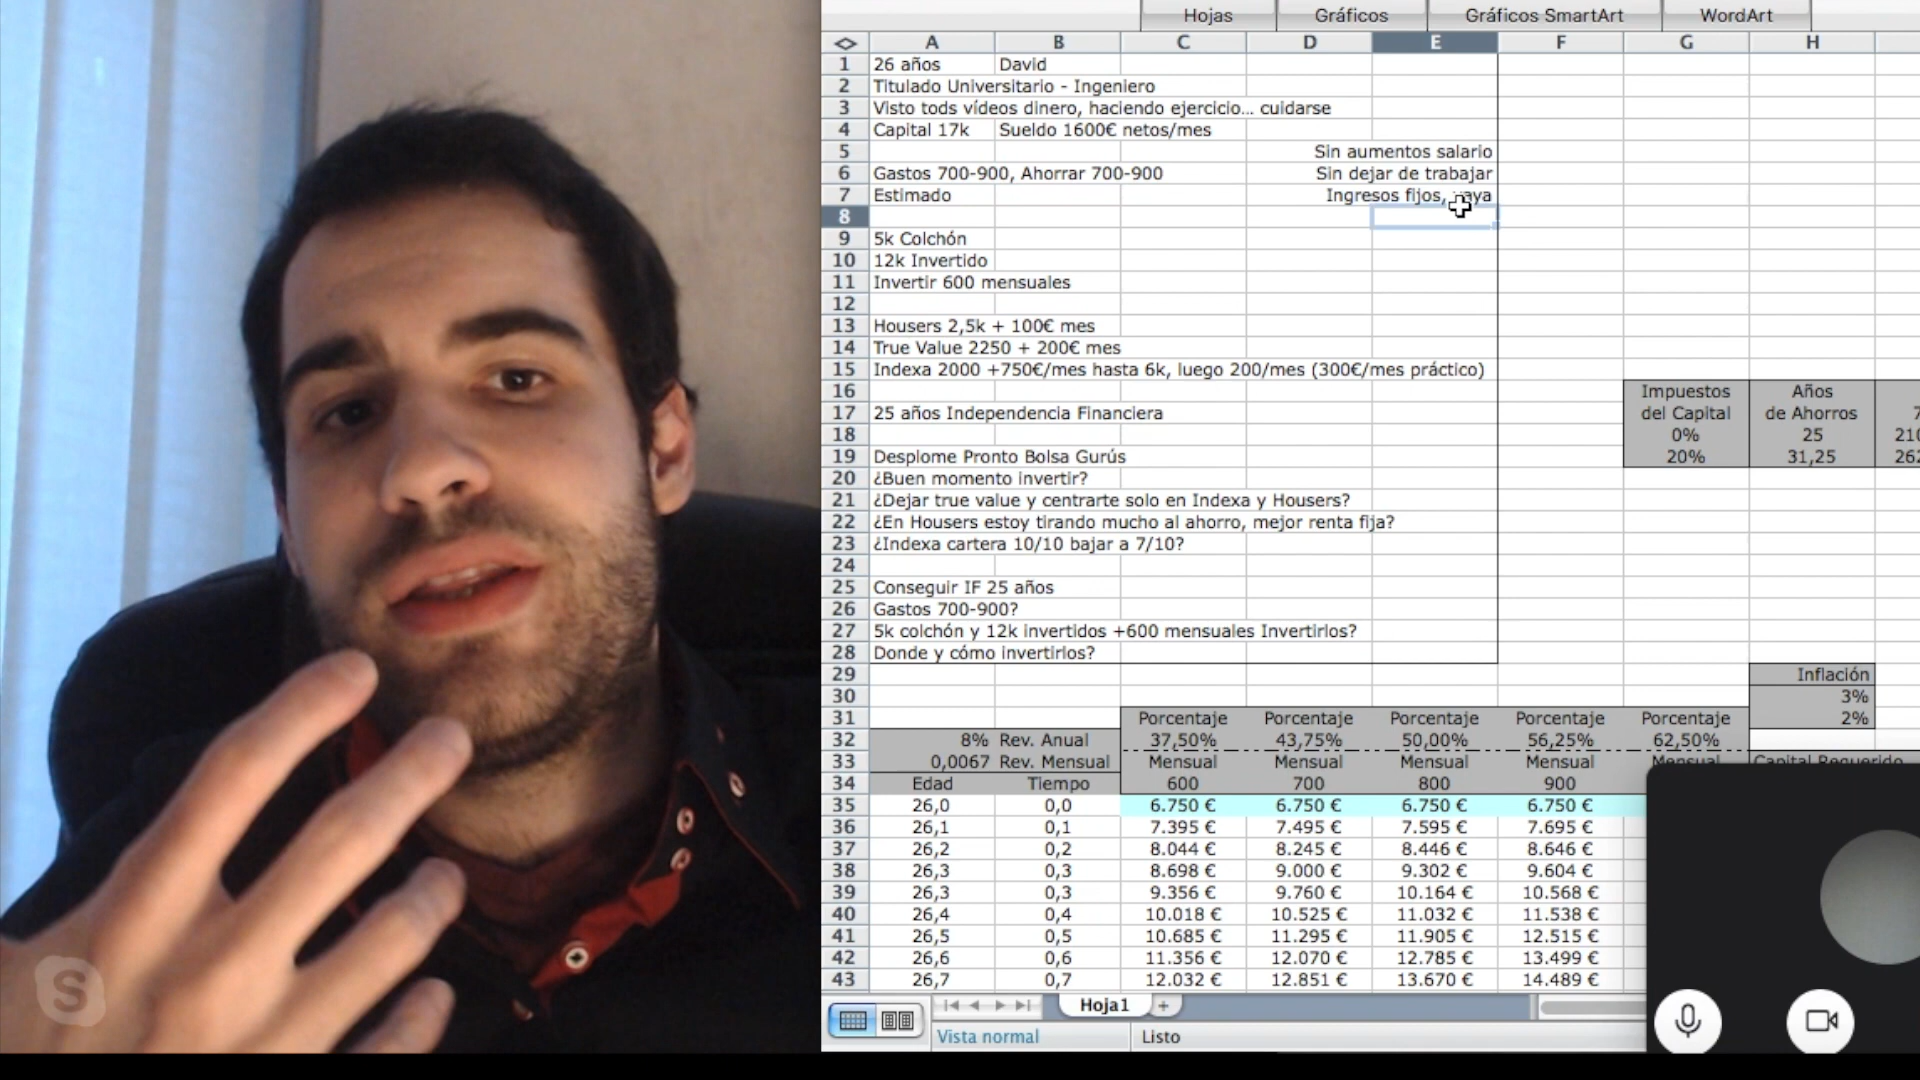 Hojas Gráficos Gráficos SmartArt WordArt
A B C D E F G H
1 26 años David
2 Titulado Universitario - Ingeniero
3 Visto tods vídeos dinero, haciendo ejercicio... cuidarse
4 Capital 17k Sueldo 1600€ netos/mes
5 Sin aumentos salario
6 Gastos 700-900, Ahorrar 700-900 Sin dejar de trabajar
7 Estimado Ingresos fijos,
8
9 5k Colchón
10 12k Invertido
11 Invertir 600 mensuales
12
13 Housers 2,5k + 100€ mes
14 True Value 2250 + 200€ mes
15 Indexa 2000 +750€/mes hasta 6k, luego 200/mes (300€/mes práctico)
16 Impuestos Años
17 25 años Independencia Financiera del Capital de Ahorros
18 0% 25
19 Desplome Pronto Bolsa Gurús 20% 31,25
20 ¿Buen momento invertir?
21 ¿Dejar true value y centrarte solo en Indexa y Housers?
22 ¿En Housers estoy tirando mucho al ahorro, mejor renta fija?
23 ¿Indexa cartera 10/10 bajar a 7/10?
24
25 Conseguir IF 25 años
26 Gastos 700-900?
27 5k colchón y 12k invertidos +600 mensuales Invertirlos?
28 Donde y cómo invertirlos?
29 Inflación
30 3%
31 Porcentaje Porcentaje Porcentaje Porcentaje Porcentaje 2%
32 8% Rev. Anual 37,50% 43,75% 50,00% 56,25% 62,50%
33 0,0067 Rev. Mensual Mensual Mensual Mensual Mensual Mensual Capital Requerido
34 Edad Tiempo 600 700 800 900
35 26,0 0,0 6.750 € 6.750 € 6.750 € 6.750 €
36 26,1 0,1 7.395 € 7.495 € 7.595 € 7.695 €
37 26,2 0,2 8.044 € 8.245 € 8.446 € 8.646 €
38 26,3 0,3 8.698 € 9.000 € 9.302 € 9.604 €
39 26,3 0,3 9.356 € 9.760 € 10.164 € 10.568 €
40 26,4 0,4 10.018 € 10.525 € 11.032 € 11.538 €
41 26,5 0,5 10.685 € 11.295 € 11.905 € 12.515 €
42 26,6 0,6 11.356 € 12.070 € 12.785 € 13.499 €
43 26,7 0,7 12.032 € 12.851 € 13.670 € 14.489 €
Hoja1
Vista normal Listo
S